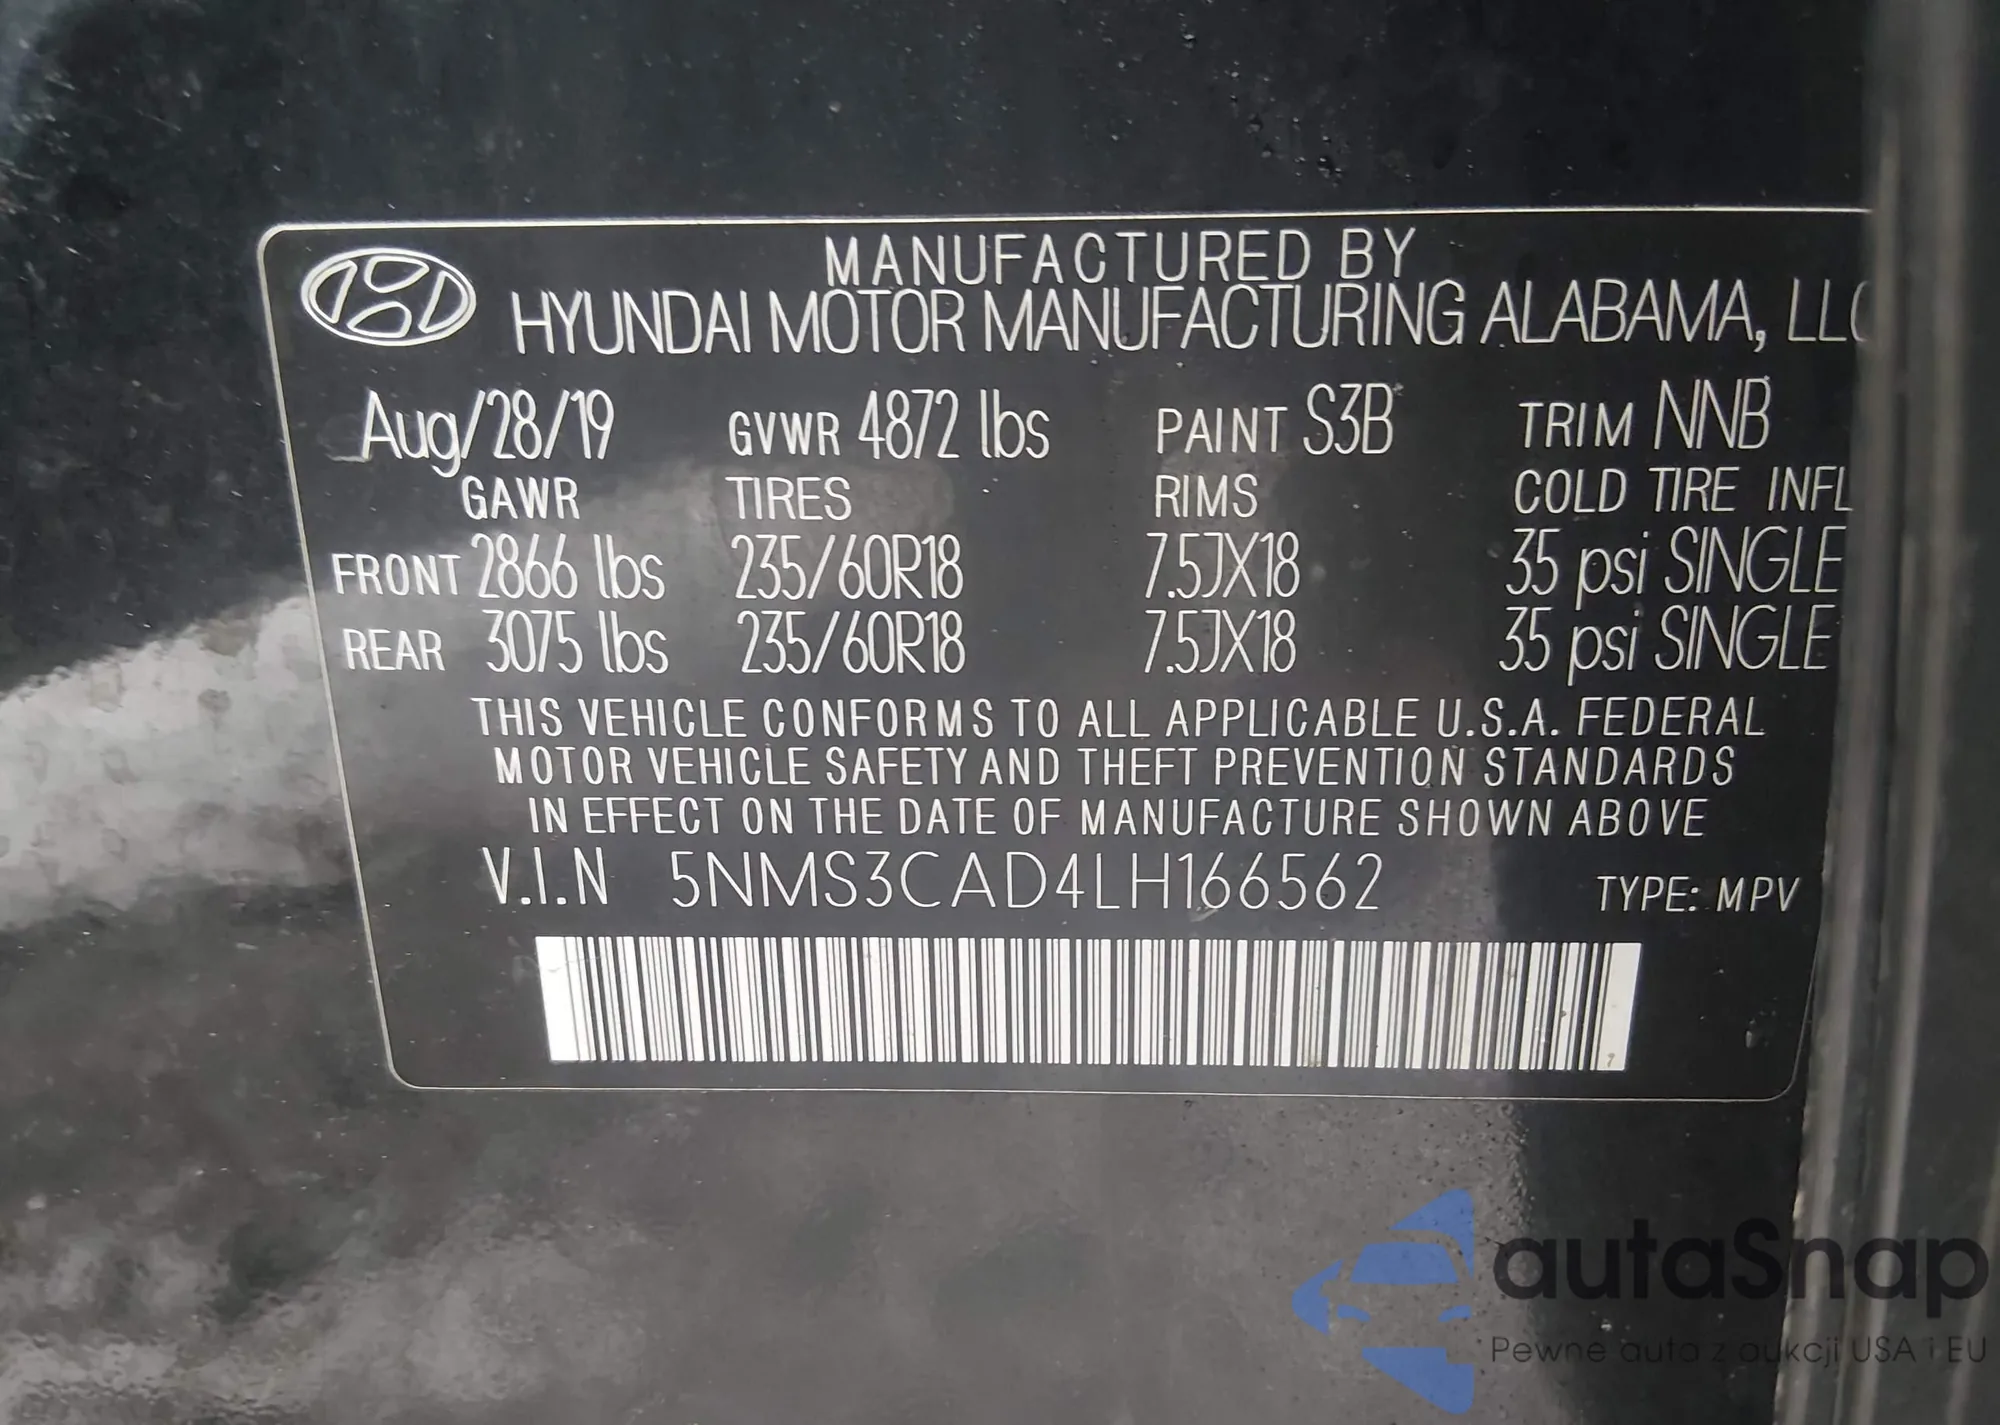 MANUFACTURED BY
HYUNDAI MOTOR MANUFACTURING ALABAMA, LLC
Aug/28/19 GVWR 4872 lbs PAINT S3B TRIM NNB
GAWR TIRES RIMS COLD TIRE INFL
FRONT 2866 lbs 235/60R18 7.5JX18 35 psi SINGLE
REAR 3075 lbs 235/60R18 7.5JX18 35 psi SINGLE
THIS VEHICLE CONFORMS TO ALL APPLICABLE U.S.A. FEDERAL
MOTOR VEHICLE SAFETY AND THEFT PREVENTION STANDARDS
IN EFFECT ON THE DATE OF MANUFACTURE SHOWN ABOVE
V.I.N 5NMS3CAD4LH166562 TYPE: MPV
autaSnap
Pewne auta z aukcji USA i EU